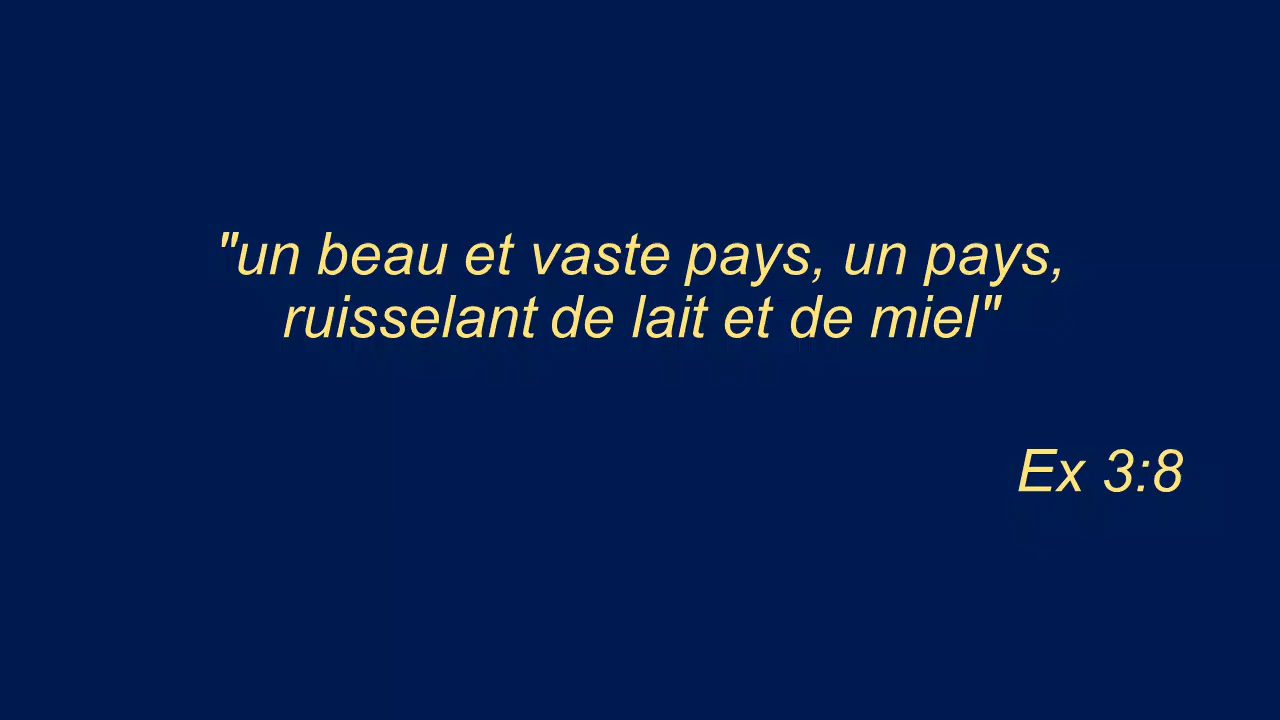 "un beau et vaste pays, un pays,
ruisselant de lait et de miel"
Ex 3:8